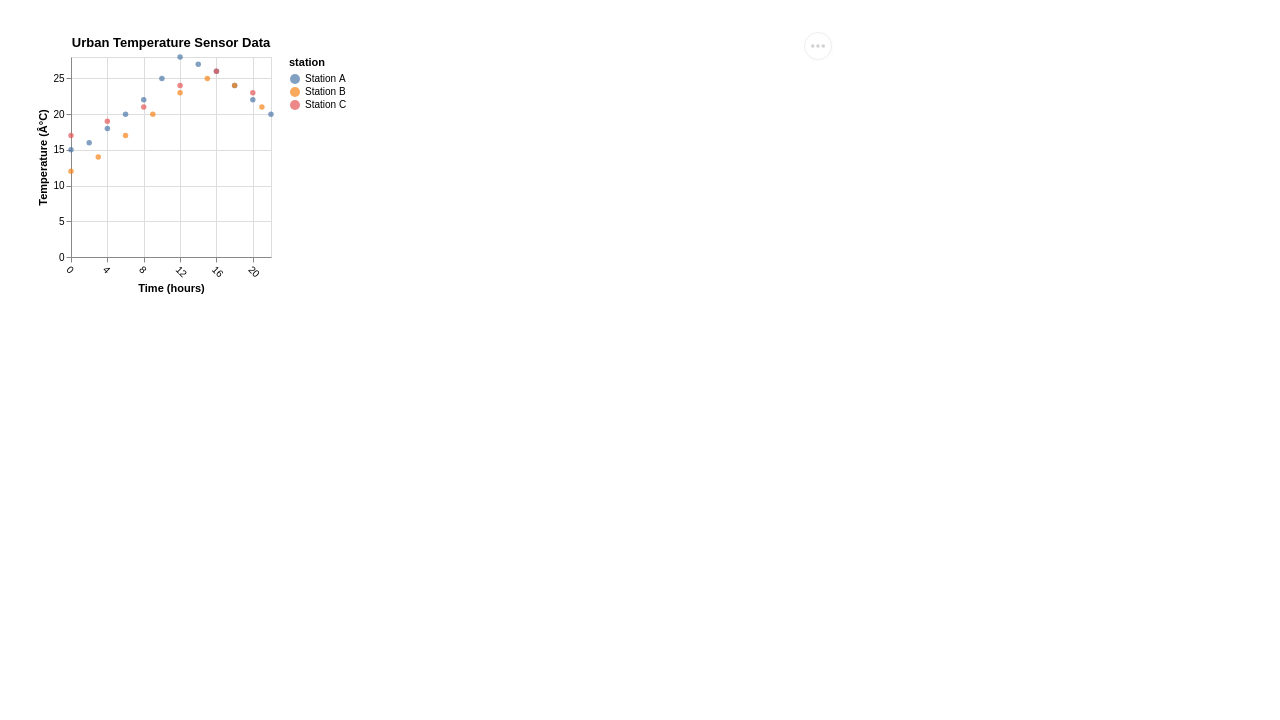 Urban Temperature Sensor Data
station
Station A
Station B
Station C
Temperature (Â°C)
25
20
15
10
5
0
0 4 8 12 16 20
Time (hours)